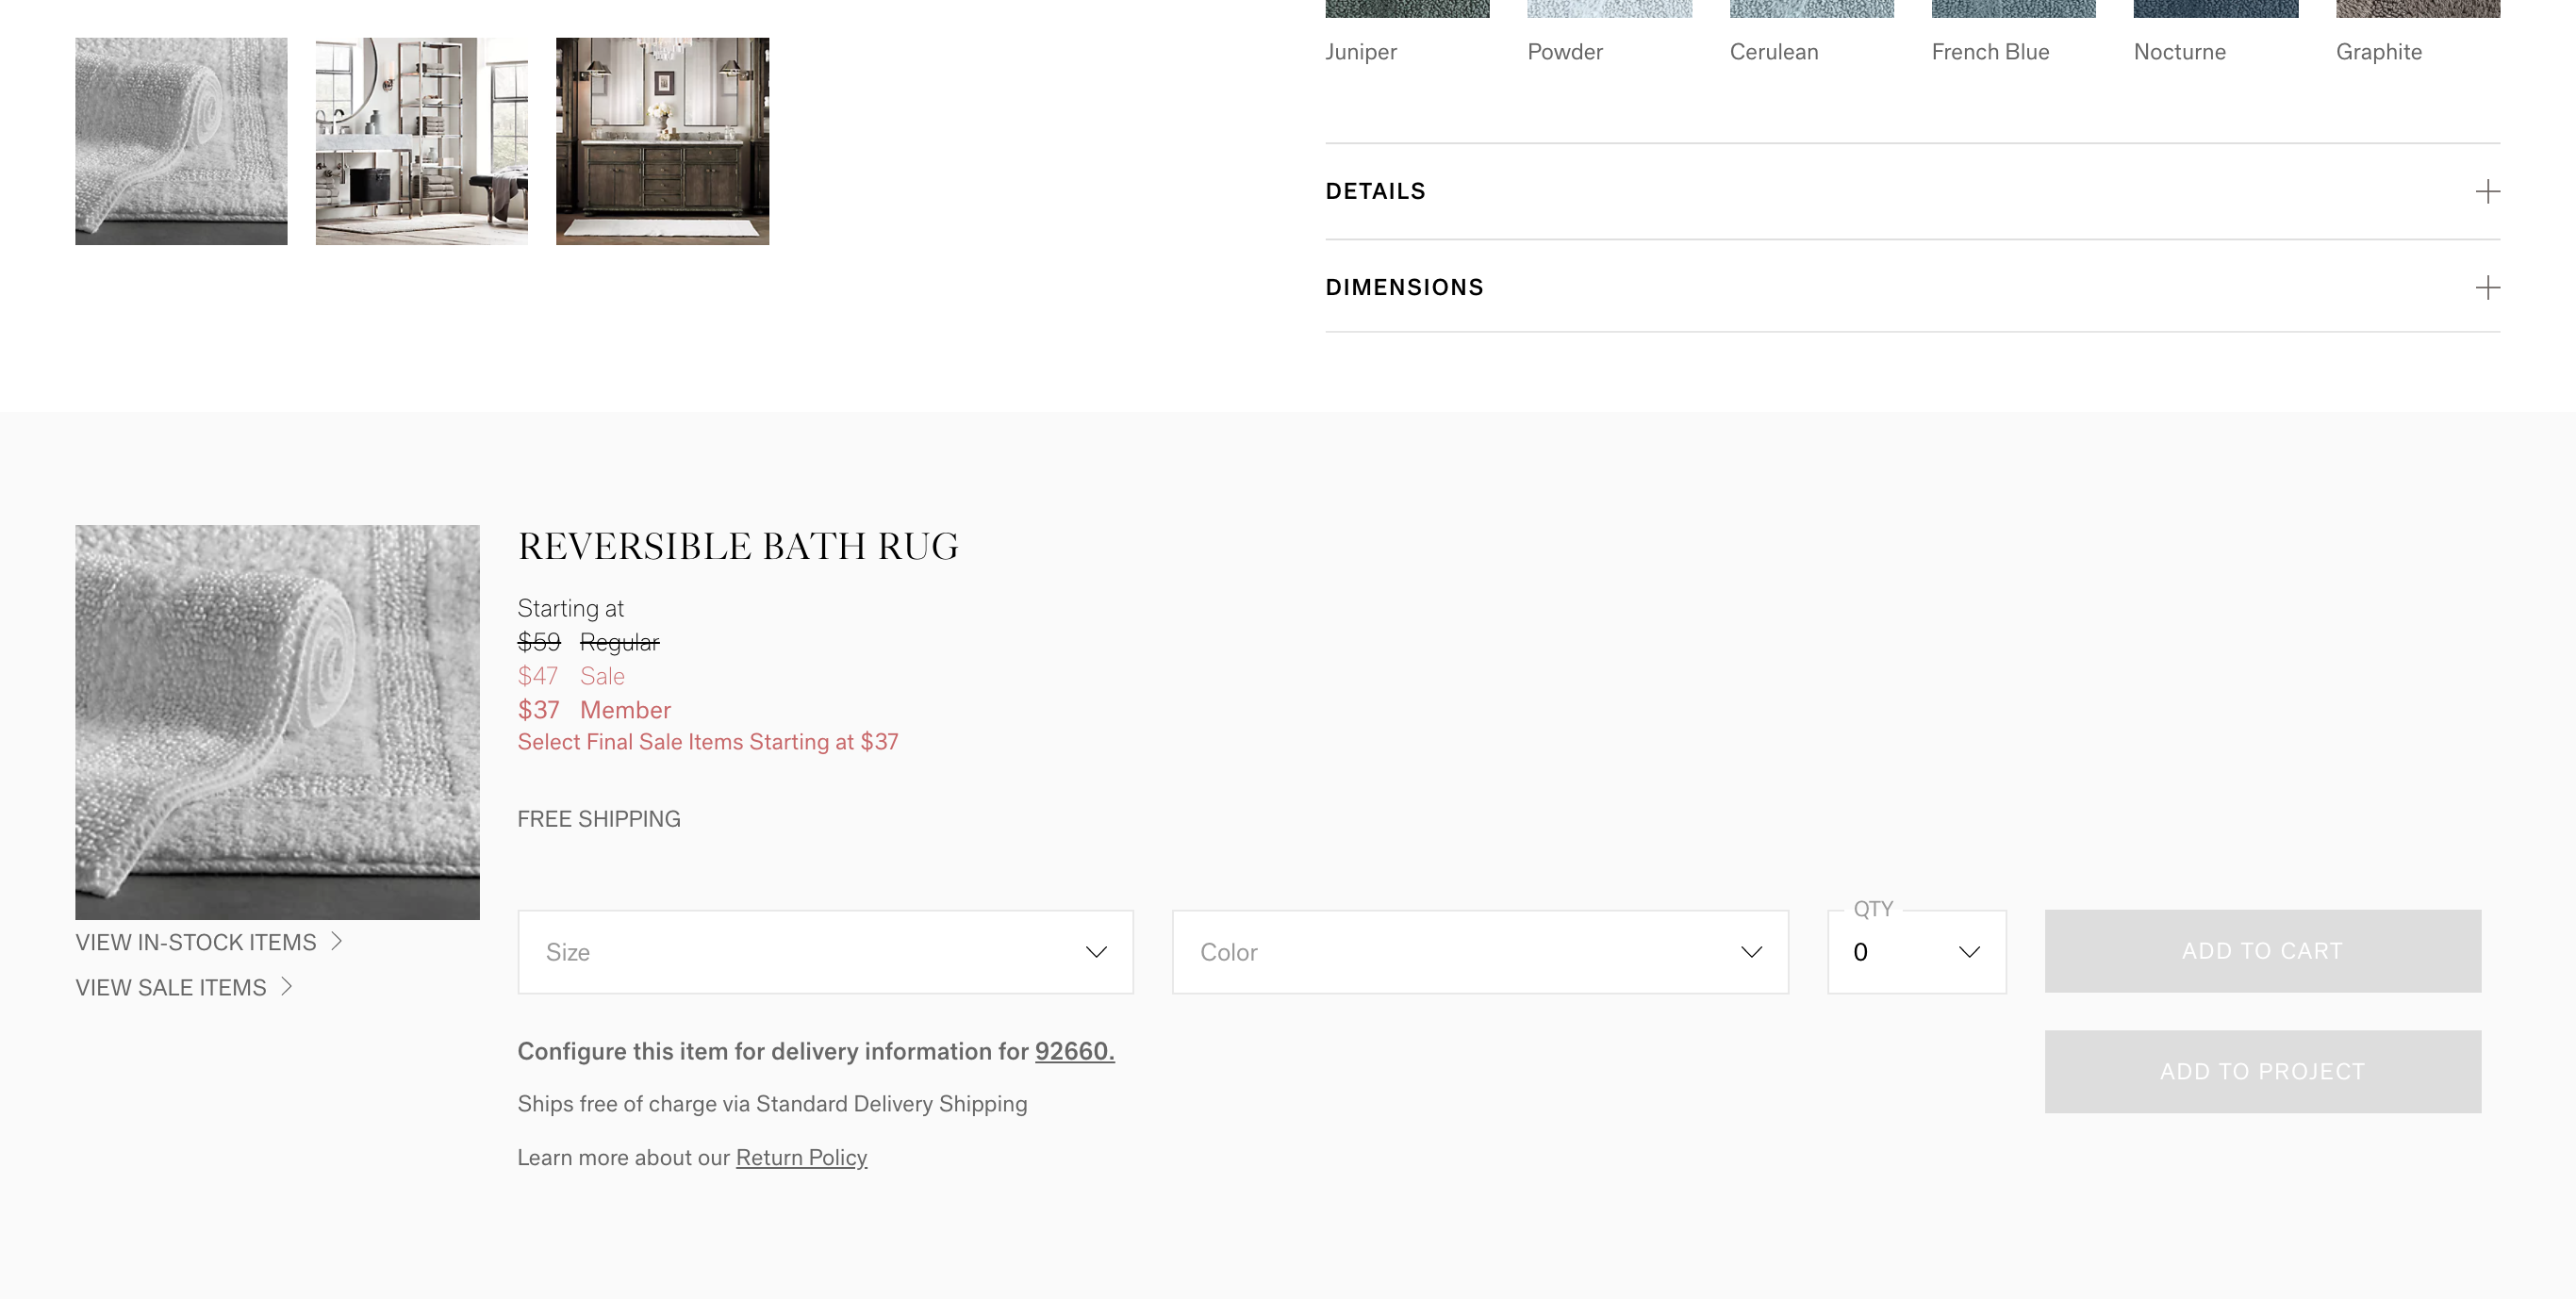 Juniper
Powder
Cerulean
French Blue
Nocturne
Graphite
DETAILS
DIMENSIONS
REVERSIBLE BATH RUG
Starting at
$59 Regular
$47 Sale
$37 Member
Select Final Sale Items Starting at $37
FREE SHIPPING
VIEW IN-STOCK ITEMS
VIEW SALE ITEMS
Size
Color
QTY
0
ADD TO CART
ADD TO PROJECT
Configure this item for delivery information for 92660.
Ships free of charge via Standard Delivery Shipping
Learn more about our Return Policy